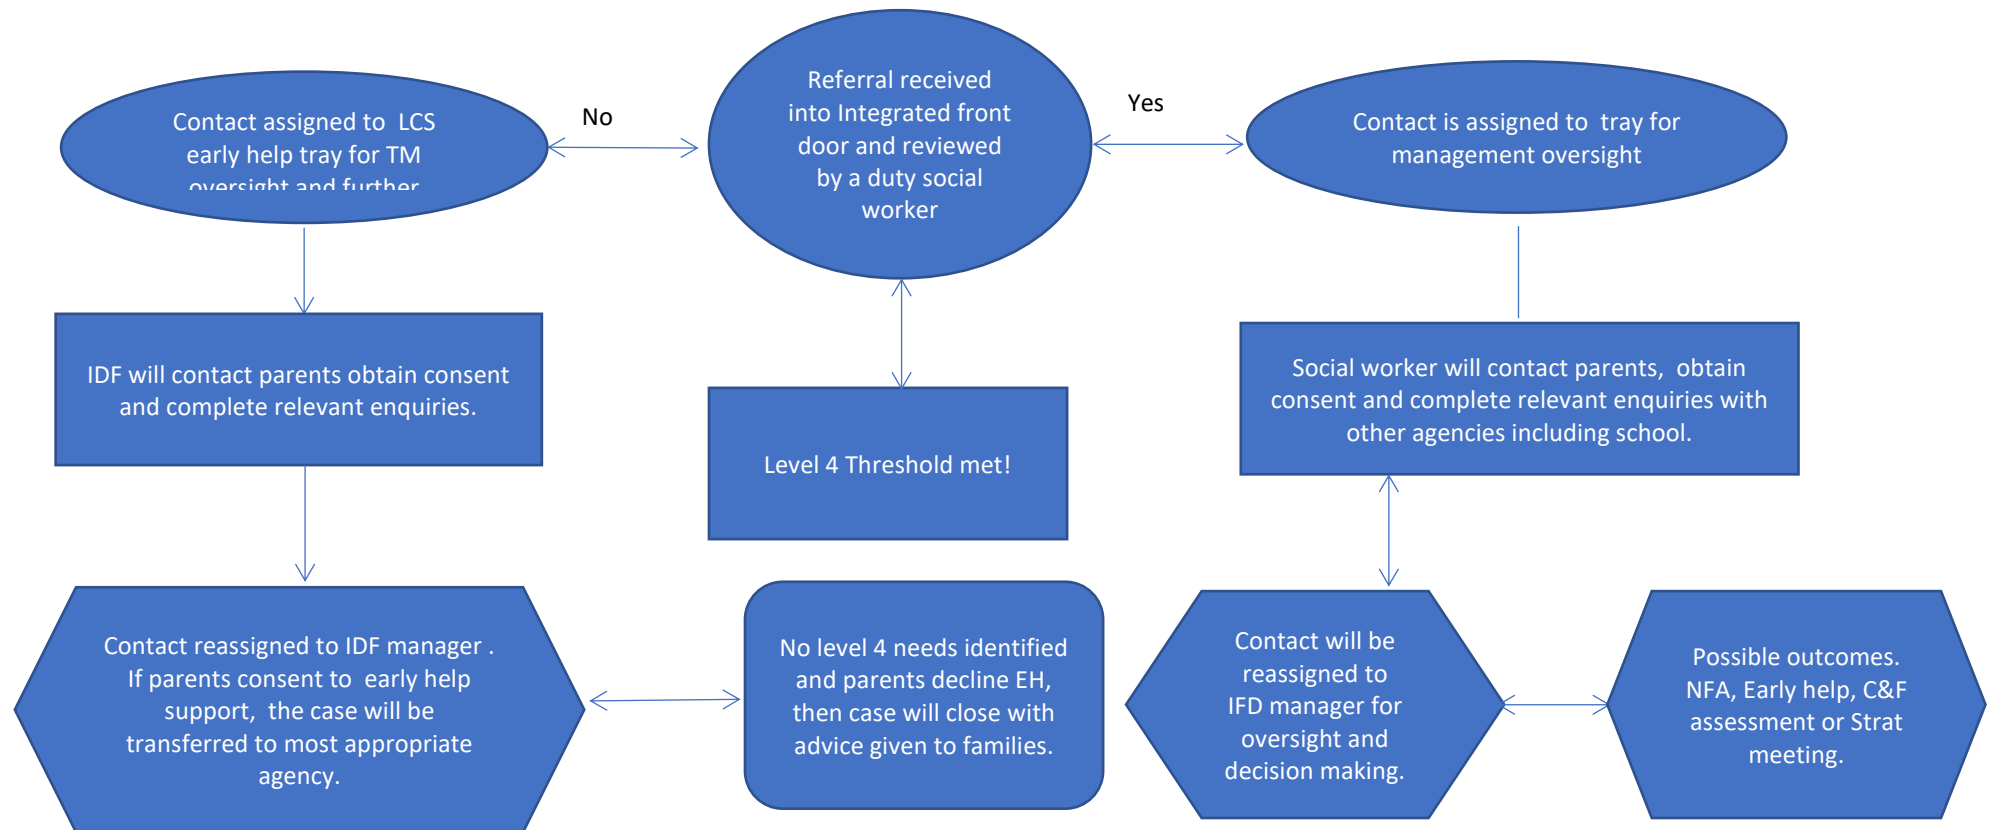 Contact assigned to LCS
early help tray for TM
oversight and further
No
Referral received
into Integrated front
door and reviewed
by a duty social
worker
Yes
Contact is assigned to tray for
management oversight
IDF will contact parents obtain consent
and complete relevant enquiries.
Level 4 Threshold met!
Social worker will contact parents, obtain
consent and complete relevant enquiries with
other agencies including school.
Contact reassigned to IDF manager .
If parents consent to early help
support, the case will be
transferred to most appropriate
agency.
No level 4 needs identified
and parents decline EH,
then case will close with
advice given to families.
Contact will be
reassigned to
IFD manager for
oversight and
decision making.
Possible outcomes.
NFA, Early help, C&F
assessment or Strat
meeting.